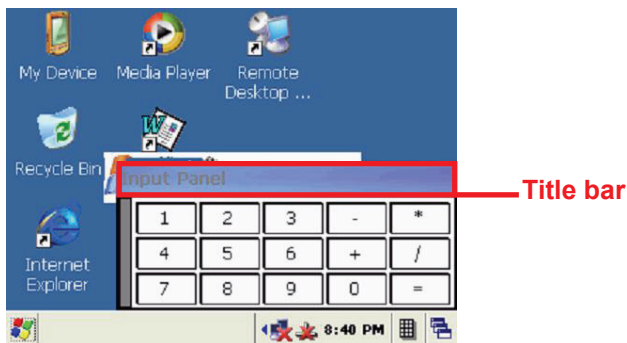 My Device Media Player Remote
Desktop ...
Recycle Bin
Input Panel
Title bar
1 2 3 - *
4 5 6 + /
7 8 9 0 =
Internet
Explorer
8:40 PM